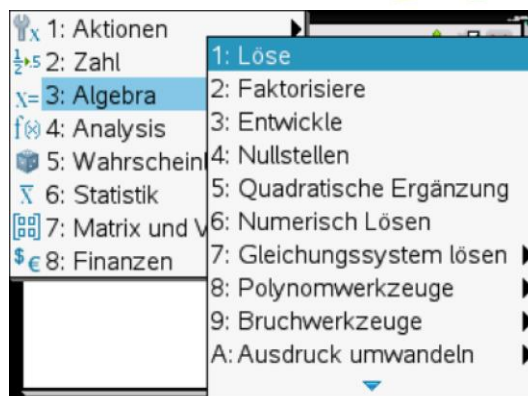 1: Aktionen
2: Zahl
3: Algebra
4: Analysis
5: Wahrscheinl
6: Statistik
7: Matrix und V
8: Finanzen
1: Löse
2: Faktorisiere
3: Entwickle
4: Nullstellen
5: Quadratische Ergänzung
6: Numerisch Lösen
7: Gleichungssystem lösen
8: Polynomwerkzeuge
9: Bruchwerkzeuge
A: Ausdruck umwandeln